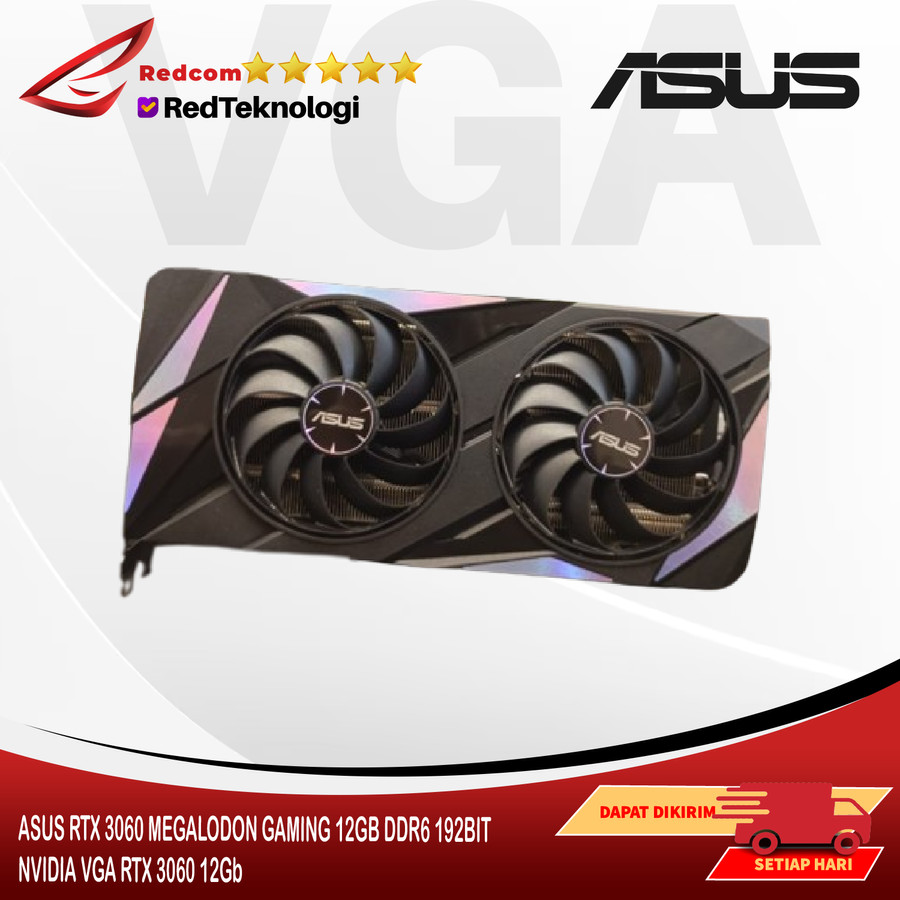 VGA
Redcom
RedTeknologi
ASUS
ASUS
ASUS
ASUS RTX 3060 MEGALODON GAMING 12GB DDR6 192BIT
NVIDIA VGA RTX 3060 12Gb
DAPAT DIKIRIM
SETIAP HARI